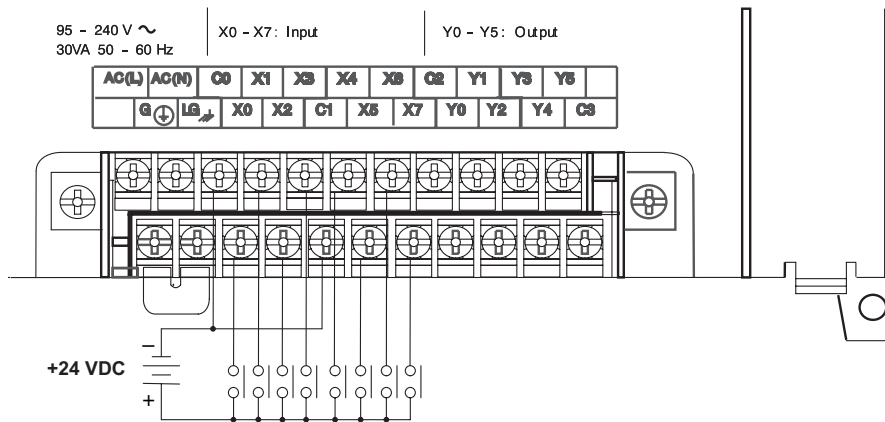 95 - 240 V ∿
30VA 50 - 60 Hz
X0 - X7: Input
Y0 - Y5: Output
AC(L) AC(N) C0 X1 X3 X4 X6 C2 Y1 Y3 Y5
G LG X0 X2 C1 X5 X7 Y0 Y2 Y4 C3
+24 VDC
−
+